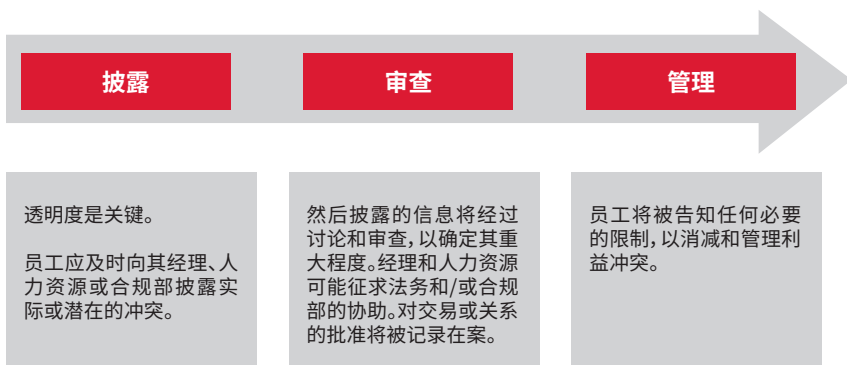 披露
审查
管理
透明度是关键。
员工应及时向其经理、人
力资源或合规部披露实
际或潜在的冲突。
然后披露的信息将经过
讨论和审查，以确定其重
大程度。经理和人力资源
可能征求法务和/或合规
部的协助。对交易或关系
的批准将被记录在案。
员工将被告知任何必要
的限制，以消减和管理利
益冲突。